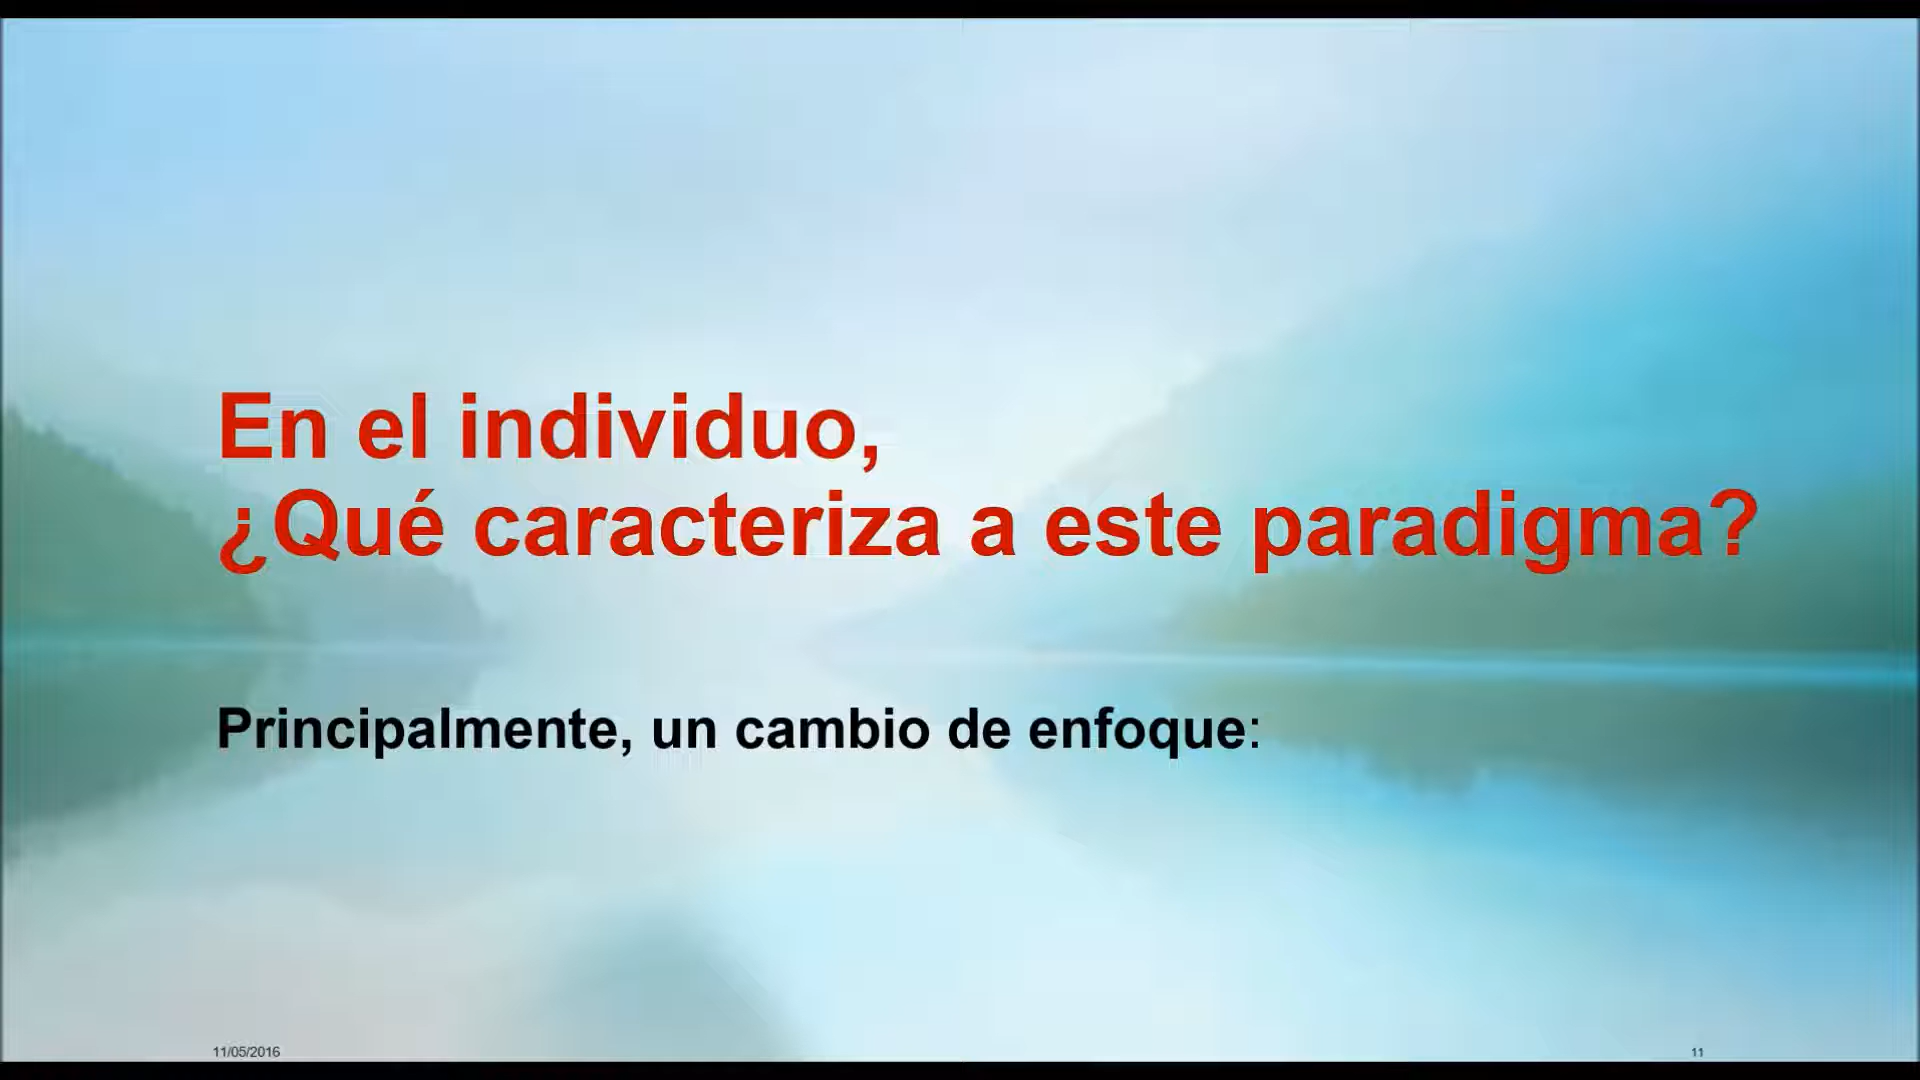 En el individuo,
¿Qué caracteriza a este paradigma?
Principalmente, un cambio de enfoque:
11/05/2016
11